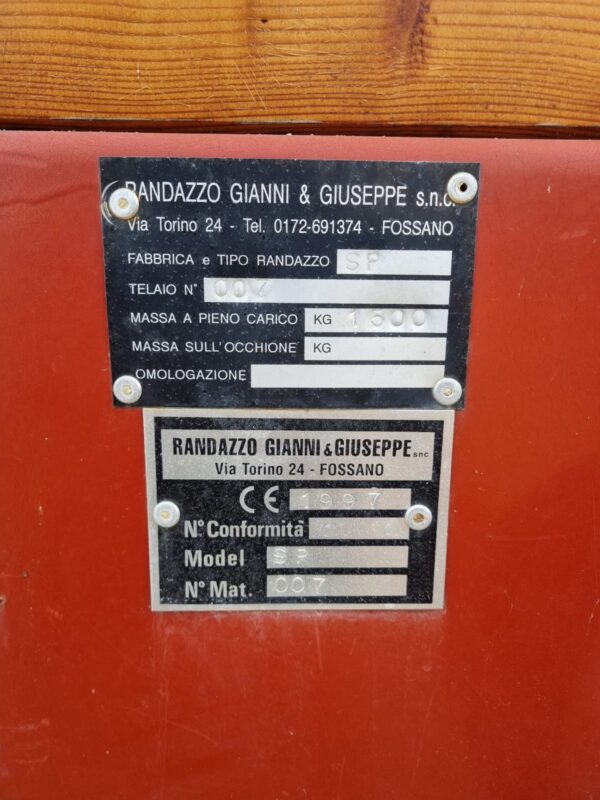 RANDAZZO GIANNI & GIUSEPPE s.n.c.
Via Torino 24 - Tel. 0172-691374 - FOSSANO
FABBRICA e TIPO RANDAZZO SP
TELAIO N° 007
MASSA A PIENO CARICO KG 1500
MASSA SULL'OCCHIONE KG
OMOLOGAZIONE
RANDAZZO GIANNI & GIUSEPPE snc
Via Torino 24 - FOSSANO
CE 1997
N° Conformità
Model SP
N° Mat. 007